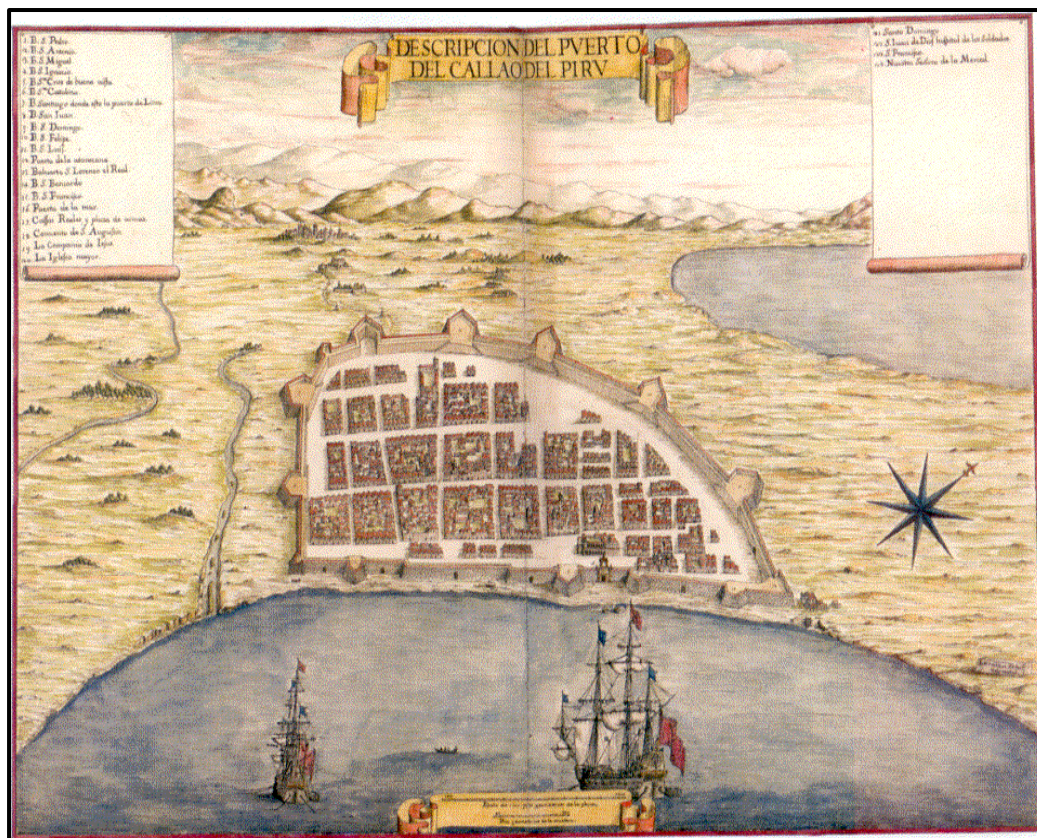 DESCRIPCION DEL PVERTO
DEL CALLAO DEL PIRV
1. B. S. Pedro
2. B. S. Antonio
3. B. S. Miguel
4. B. S. Ignacio
5. B. Sta Cruz de buena vista
6. B. Sta Catalina
7. B. Santiago donde esta la puerta de Lima
8. B. San Juan
9. B. S. Domingo
10. B. S. Felipe
11. B. S. Luis
12. Puerta de la
13. Baluarte S. Lorenzo el Real
14. B. S. Bernardo
15. B. S. Francisco
16. Puerta de la mar
17. Cassas Reales y plaza de armas
18. Convento de S. Augustin
19. La Compania de Iesus
20. La Iglesia mayor
21. Santo Domingo
22. S. Iuan de Dios hospital de los Soldados
23. S. Francisco
24. Nuestra Señora de la Merced